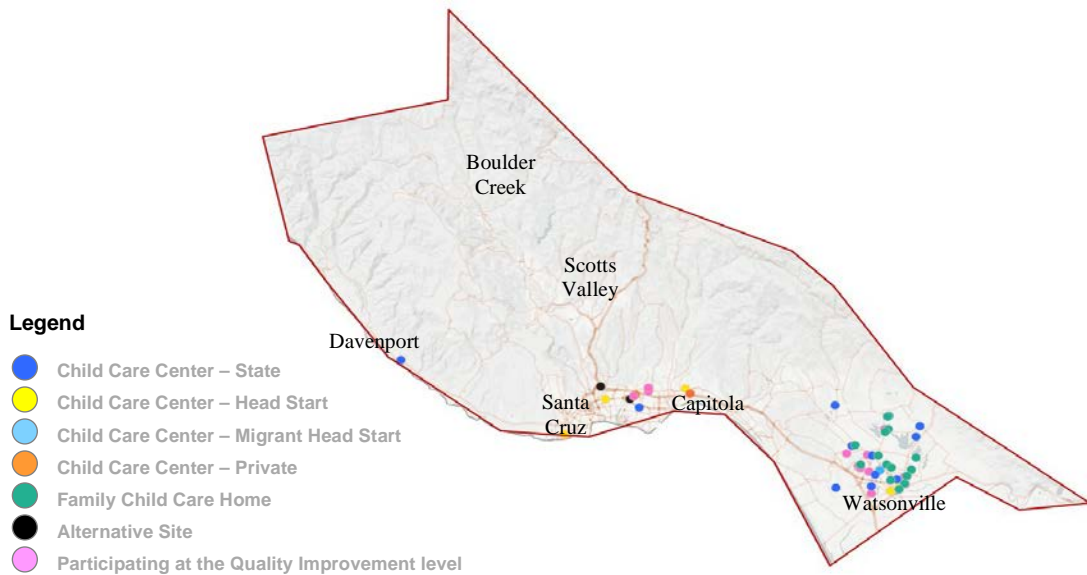 Boulder
Creek
Scotts
Valley
Davenport
Santa
Cruz
Capitola
Watsonville
Legend
Child Care Center – State
Child Care Center – Head Start
Child Care Center – Migrant Head Start
Child Care Center – Private
Family Child Care Home
Alternative Site
Participating at the Quality Improvement level